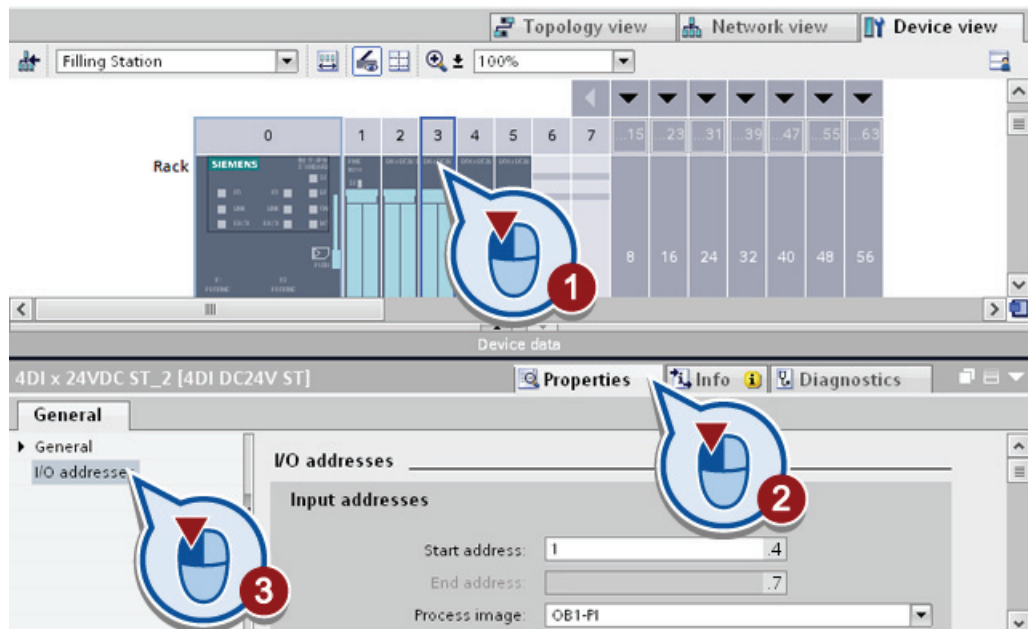 Topology view Network view Device view
Filling Station 100%
...15 ...23 ...31 ...39 ...47 ...55 ...63
0 1 2 3 4 5 6 7
Rack SIEMENS
8 16 24 32 40 48 56
1
Device data
4DI x 24VDC ST_2 [4DI DC24V ST] Properties Info Diagnostics
General
General
I/O addresses
I/O addresses
Input addresses
Start address: 1 .4
End address: .7
Process image: OB1-PI
2
3